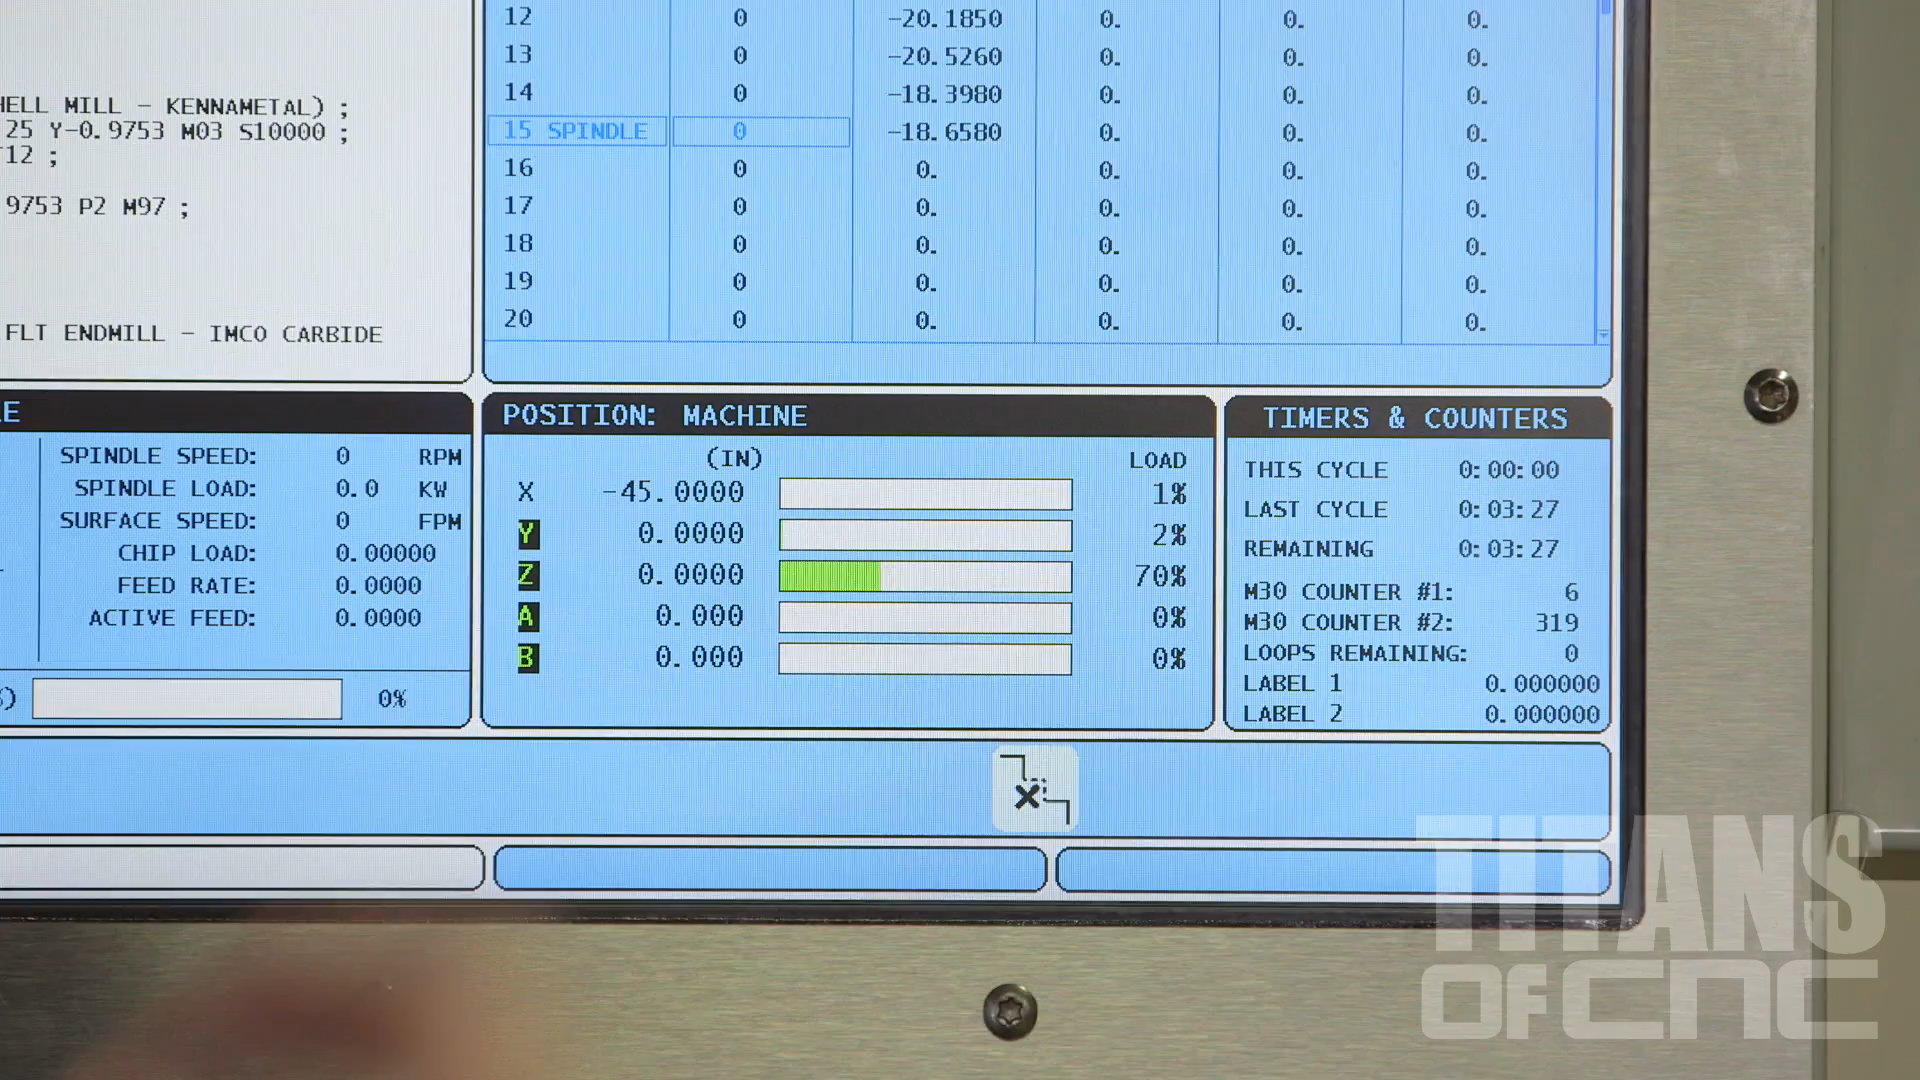 HELL MILL - KENNAMETAL) ;
25 Y-0.9753 M03 S10000 ;
T12 ;
9753 P2 M97 ;
FLT ENDMILL - IMCO CARBIDE
12 0 -20.1850 0. 0. 0.
13 0 -20.5260 0. 0. 0.
14 0 -18.3980 0. 0. 0.
15 SPINDLE 0 -18.6580 0. 0. 0.
16 0 0. 0. 0. 0.
17 0 0. 0. 0. 0.
18 0 0. 0. 0. 0.
19 0 0. 0. 0. 0.
20 0 0. 0. 0. 0.
LE
SPINDLE SPEED: 0 RPM
SPINDLE LOAD: 0.0 KW
SURFACE SPEED: 0 FPM
CHIP LOAD: 0.00000
FEED RATE: 0.0000
ACTIVE FEED: 0.0000
%) 0%
POSITION: MACHINE
(IN) LOAD
X -45.0000 1%
Y 0.0000 2%
Z 0.0000 70%
A 0.000 0%
B 0.000 0%
TIMERS & COUNTERS
THIS CYCLE 0:00:00
LAST CYCLE 0:03:27
REMAINING 0:03:27
M30 COUNTER #1: 6
M30 COUNTER #2: 319
LOOPS REMAINING: 0
LABEL 1 0.000000
LABEL 2 0.000000
TITANS
OF CNC